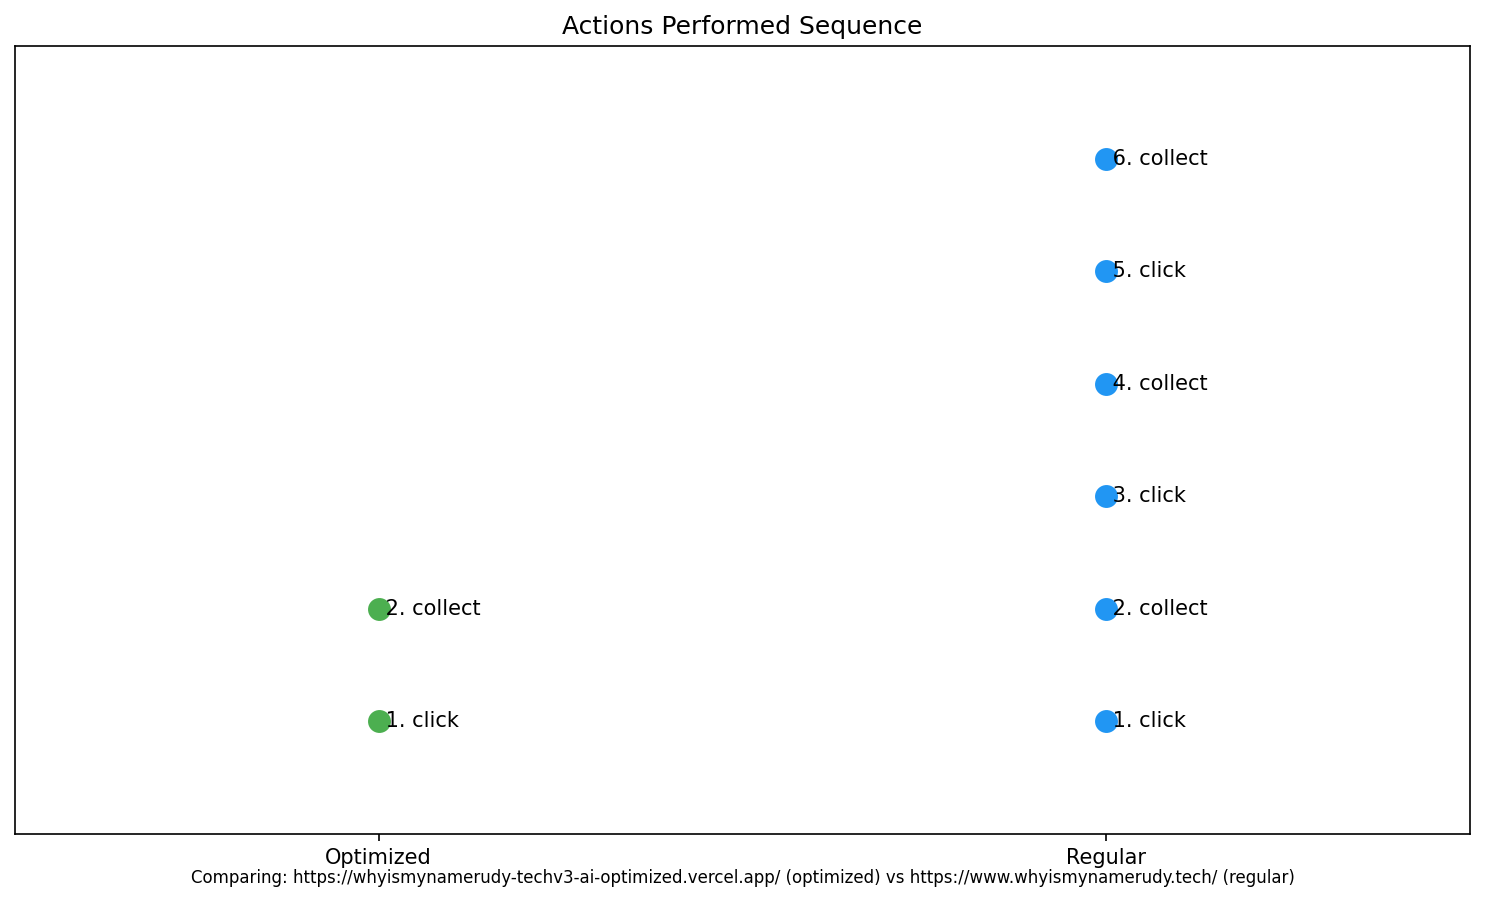 Actions Performed Sequence
6. collect
5. click
4. collect
3. click
2. collect 2. collect
1. click 1. click
Optimized Regular
Comparing: https://whyismynamerudy-techv3-ai-optimized.vercel.app/ (optimized) vs https://www.whyismynamerudy.tech/ (regular)